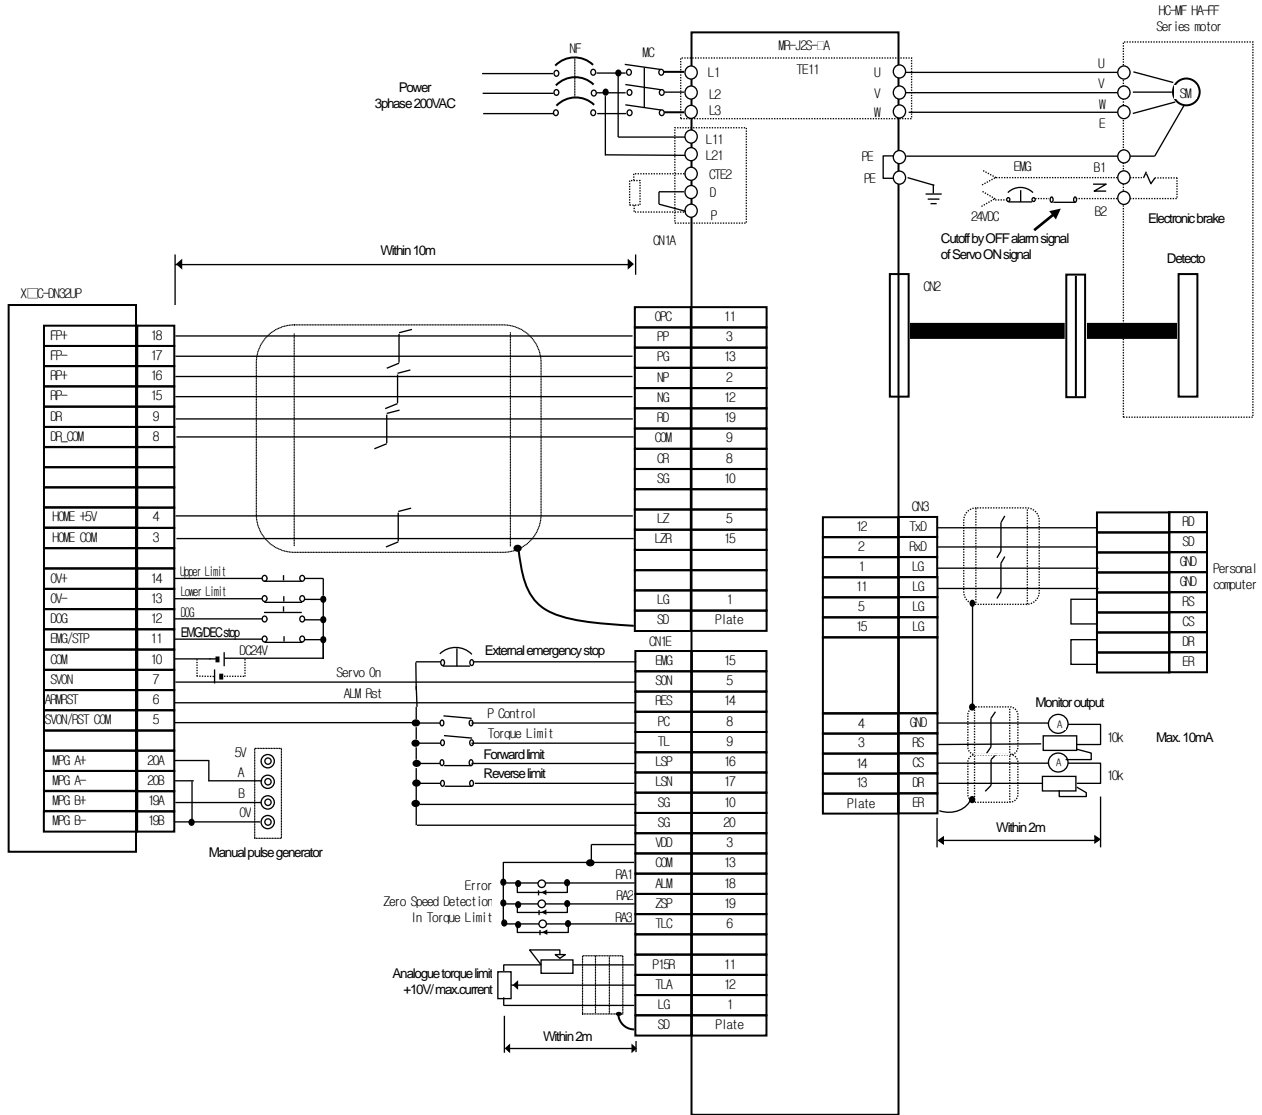 HC-MF HA-FF
Series motor
NF
MC
MR-J2S-□A
TE11
Power
3phase 200VAC
L1
L2
L3
U
V
W
U
V
W
E
SM
L11
L21
CTE2
D
P
PE
PE
EMG
B1
B2
24VDC
Electronic brake
Cutoff by OFF alarm signal
of Servo ON signal
Detecto
CN1A
CN2
Within 10m
X□C-DN32UP
FP+ 18
FP- 17
RP+ 16
RP- 15
DR 9
DR_COM 8
HOME +5V 4
HOME COM 3
OV+ 14
OV- 13
DOG 12
EMG/STP 11
COM 10
SVON 7
ARMRST 6
SVON/RST COM 5
MPG A+ 20A
MPG A- 20B
MPG B+ 19A
MPG B- 19B
Upper Limit
Lower Limit
DOG
EMG/DEC stop
DC24V
Servo On
ALM Rst
5V
A
B
0V
Manual pulse generator
OPC 11
PP 3
PG 13
NP 2
NG 12
RD 19
COM 9
CR 8
SG 10
LZ 5
LZR 15
LG 1
SD Plate
CN1E
External emergency stop
P Control
Torque Limit
Forward limit
Reverse limit
EMG 15
SON 5
RES 14
PC 8
TL 9
LSP 16
LSN 17
SG 10
SG 20
VDD 3
COM 13
ALM 18
ZSP 19
TLC 6
P15R 11
TLA 12
LG 1
SD Plate
RA1
RA2
RA3
Error
Zero Speed Detection
In Torque Limit
Analogue torque limit
+10V/ max.current
Within 2m
CN3
12 TxD
2 RxD
1 LG
11 LG
5 LG
15 LG
4 GND
3 RS
14 CS
13 DR
Plate ER
RD
SD
GND
GND
RS
CS
DR
ER
Personal
computer
Monitor output
A
10k
A
10k
Max. 10mA
Within 2m